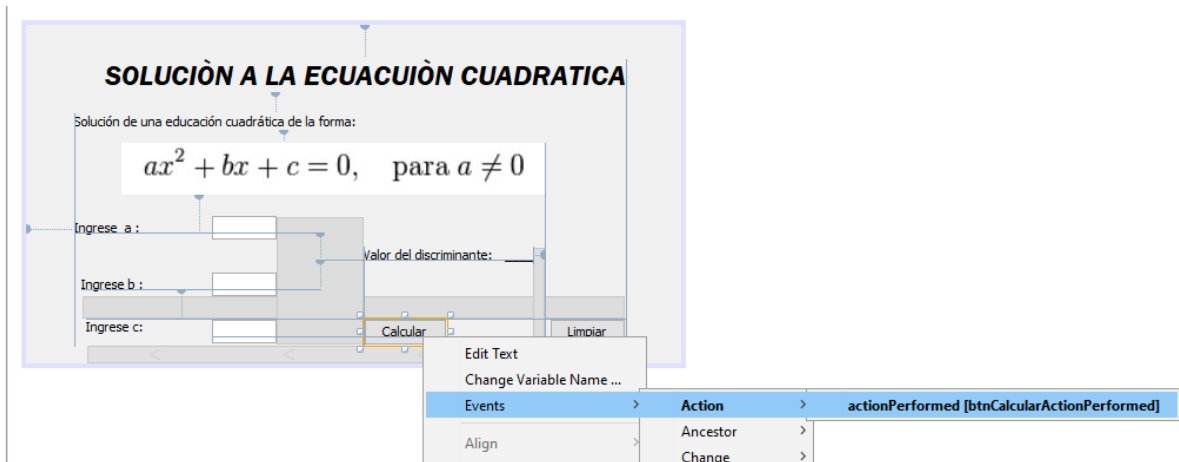 SOLUCIÒN A LA ECUACUIÒN CUADRATICA
Solución de una educación cuadrática de la forma:
ax² + bx + c = 0, para a ≠ 0
Ingrese a :
Valor del discriminante: ____
Ingrese b :
Ingrese c:
Calcular
Limpiar
Edit Text
Change Variable Name ...
Events > Action > actionPerformed [btnCalcularActionPerformed]
Ancestor >
Align >
Change >